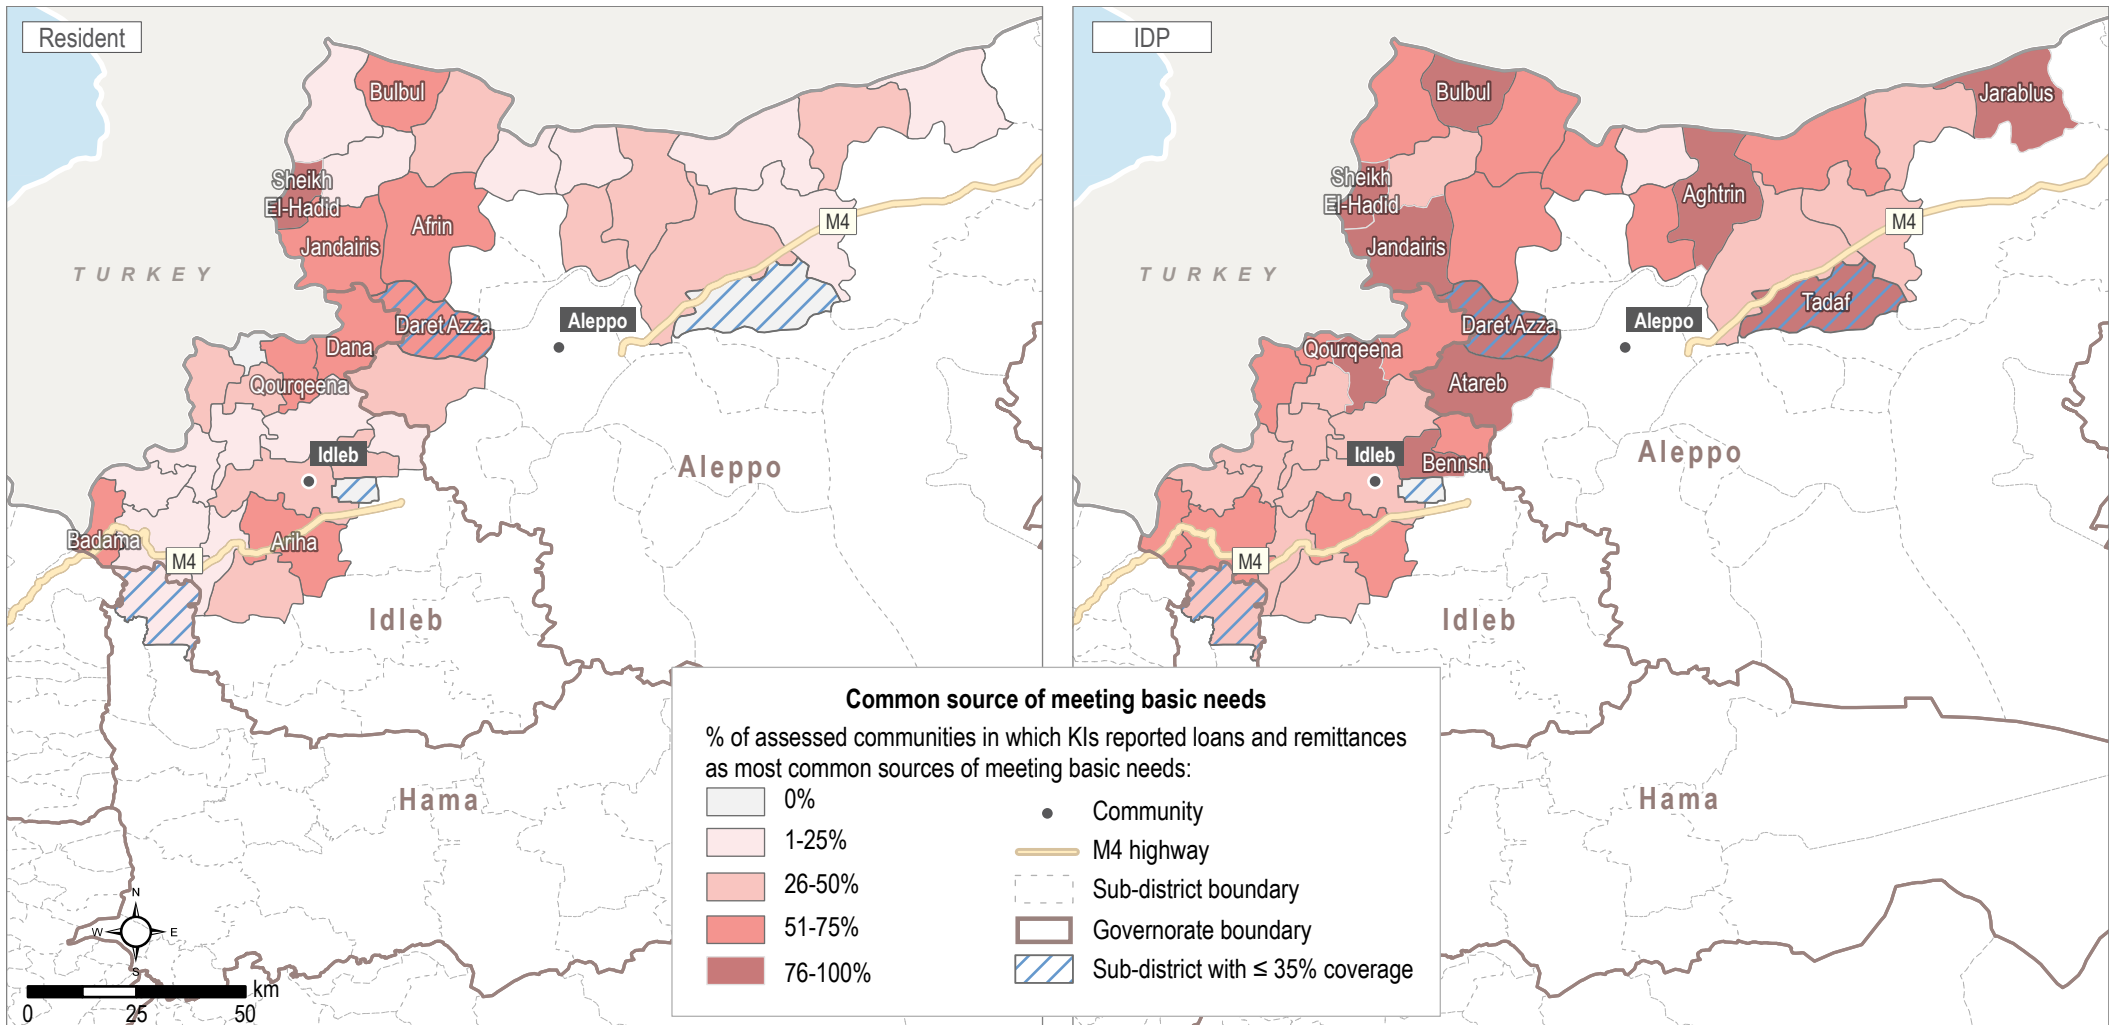 Resident
Bulbul
Sheikh
El-Hadid
Afrin
Jandairis
M4
TURKEY
Daret Azza
Aleppo
Dana
Qourqeena
Idleb
Aleppo
Badama
Ariha
M4
Idleb
Hama
N
W
E
S
km
0
25
50
IDP
Bulbul
Jarablus
Sheikh
El-Hadid
Aghtrin
Jandairis
M4
TURKEY
Tadaf
Daret Azza
Aleppo
Qourqeena
Atareb
Idleb
Bennsh
Aleppo
M4
Idleb
Hama
Common source of meeting basic needs
% of assessed communities in which KIs reported loans and remittances
as most common sources of meeting basic needs:
0%
1-25%
26-50%
51-75%
76-100%
Community
M4 highway
Sub-district boundary
Governorate boundary
Sub-district with ≤ 35% coverage